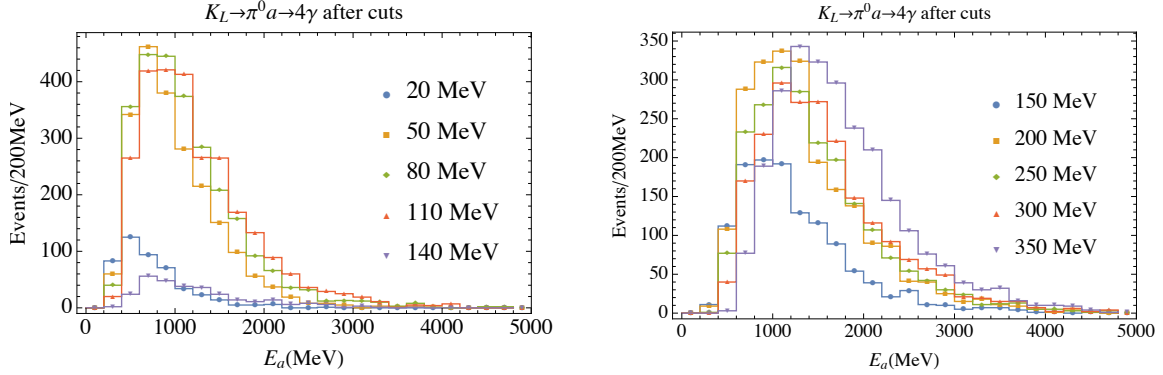 K_L→π⁰a→4γ after cuts
Events/200MeV
400
300
200
100
0
20 MeV
50 MeV
80 MeV
110 MeV
140 MeV
0 1000 2000 3000 4000 5000
E_a(MeV)
K_L→π⁰a→4γ after cuts
Events/200MeV
350
300
250
200
150
100
50
0
150 MeV
200 MeV
250 MeV
300 MeV
350 MeV
0 1000 2000 3000 4000 5000
E_a(MeV)